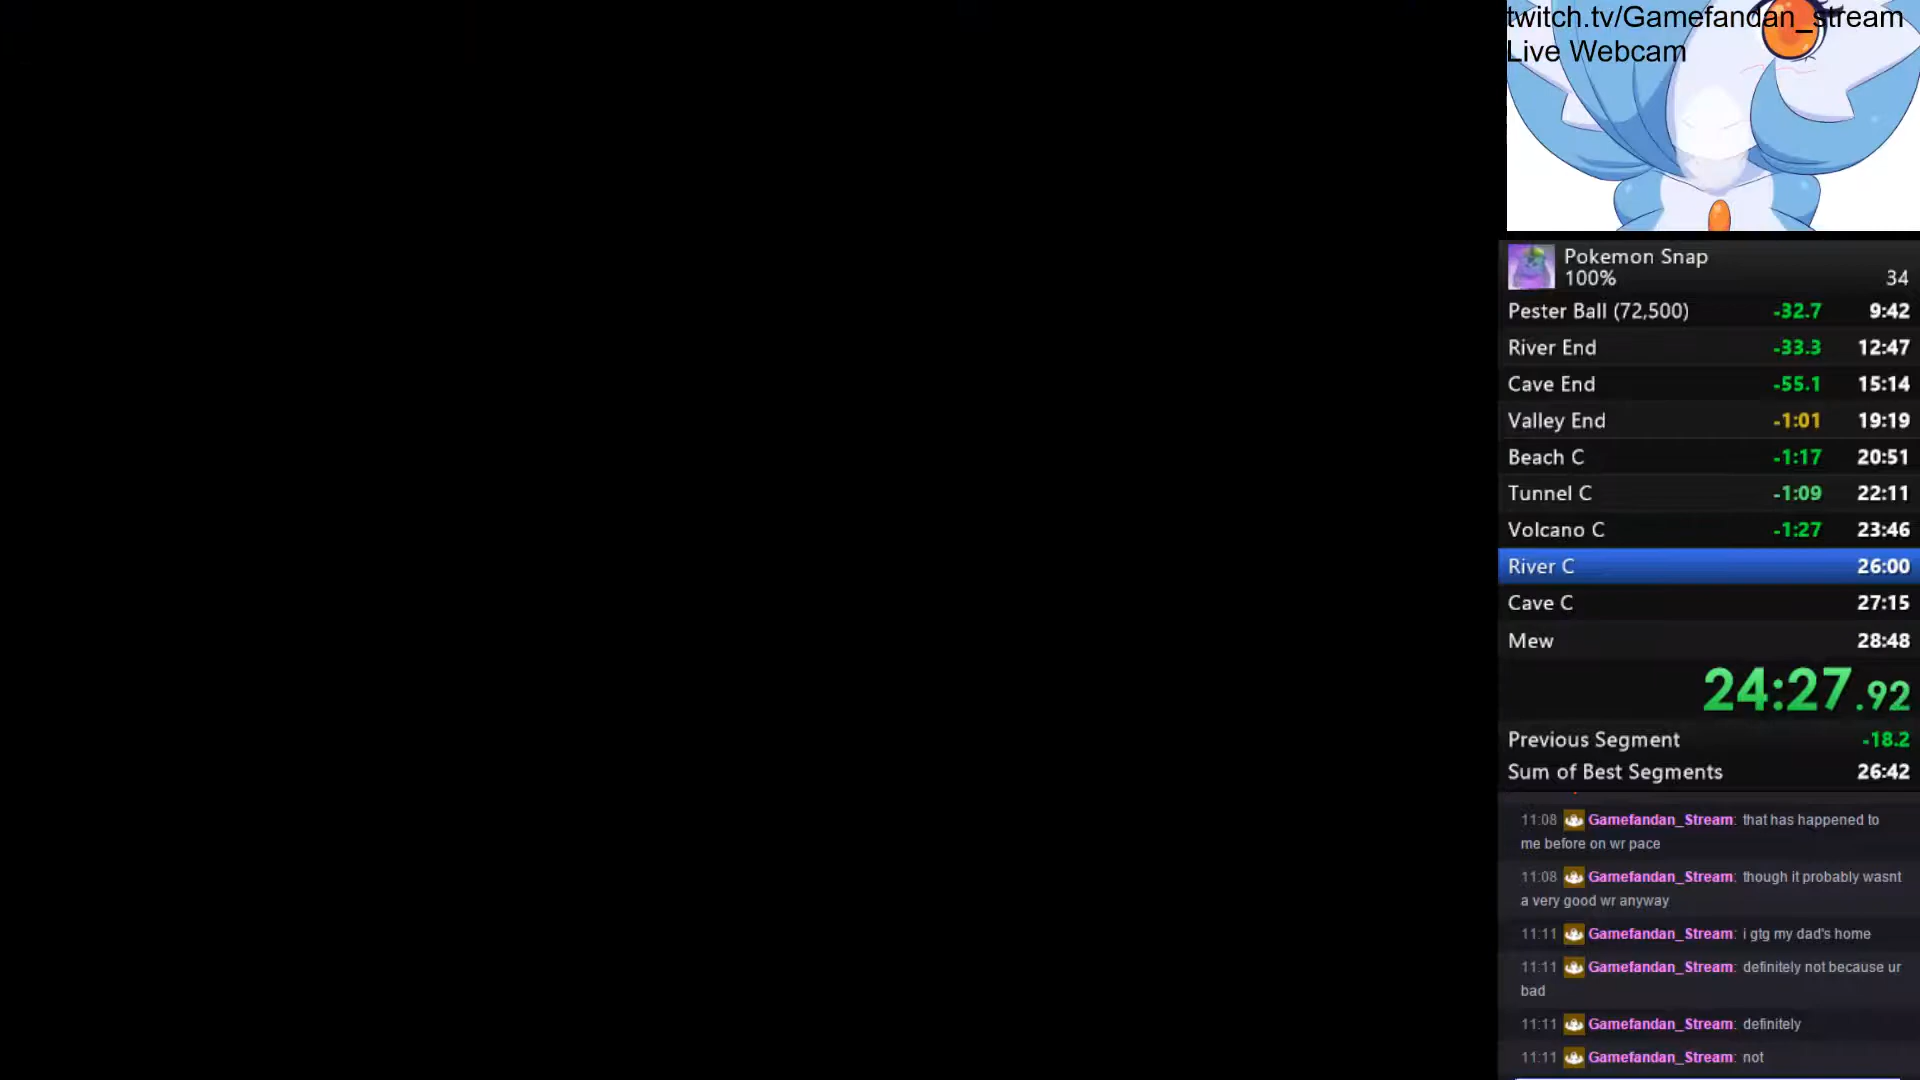 twitch.tv/Gamefandan_stream
Live Webcam
Pokemon Snap
100% 34
Pester Ball (72,500) -32.7 9:42
River End -33.3 12:47
Cave End -55.1 15:14
Valley End -1:01 19:19
Beach C -1:17 20:51
Tunnel C -1:09 22:11
Volcano C -1:27 23:46
River C 26:00
Cave C 27:15
Mew 28:48
24:27.92
Previous Segment -18.2
Sum of Best Segments 26:42
11:08 Gamefandan_Stream: that has happened to
me before on wr pace
11:08 Gamefandan_Stream: though it probably wasnt
a very good wr anyway
11:11 Gamefandan_Stream: i gtg my dad's home
11:11 Gamefandan_Stream: definitely not because ur
bad
11:11 Gamefandan_Stream: definitely
11:11 Gamefandan_Stream: not